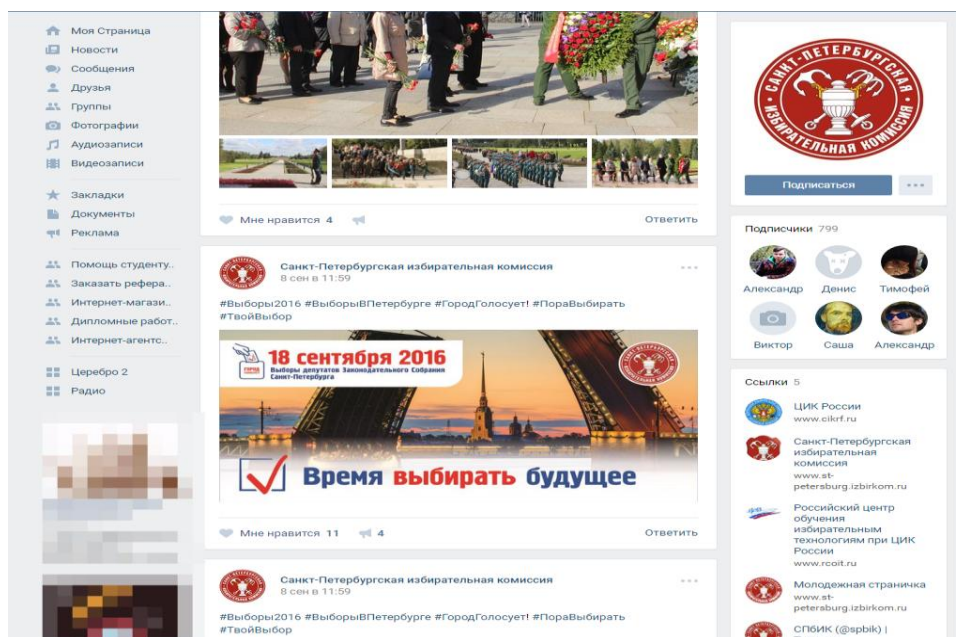 Моя Страница
Новости
Сообщения
Друзья
Группы
Фотографии
Аудиозаписи
Видеозаписи
Закладки
Документы
Реклама
Помощь студенту..
Заказать рефера..
Интернет-магази..
Дипломные работ..
Интернет-агентс..
Церебро 2
Радио
Мне нравится 4
Ответить
Санкт-Петербургская избирательная комиссия
8 сен в 11:59
#Выборы2016 #ВыборыВПетербурге #ГородГолосует! #ПораВыбирать
#ТвойВыбор
18 сентября 2016
Выборы депутатов Законодательного Собрания
Санкт-Петербурга
САНКТ-ПЕТЕРБУРГСКАЯ ИЗБИРАТЕЛЬНАЯ КОМИССИЯ
Время выбирать будущее
Мне нравится 11 4
Ответить
Санкт-Петербургская избирательная комиссия
8 сен в 11:59
#Выборы2016 #ВыборыВПетербурге #ГородГолосует! #ПораВыбирать
#ТвойВыбор
САНКТ-ПЕТЕРБУРГСКАЯ
ИЗБИРАТЕЛЬНАЯ КОМИССИЯ
Подписаться
Подписчики 799
Александр Денис Тимофей
Виктор Саша Александр
Ссылки 5
ЦИК России
www.cikrf.ru
Санкт-Петербургская
избирательная
комиссия
www.st-
petersburg.izbirkom.ru
Российский центр
обучения
избирательным
технологиям при ЦИК
России
www.rcoit.ru
Молодежная страничка
www.st-
petersburg.izbirkom.ru
СПбИК (@spbik) |